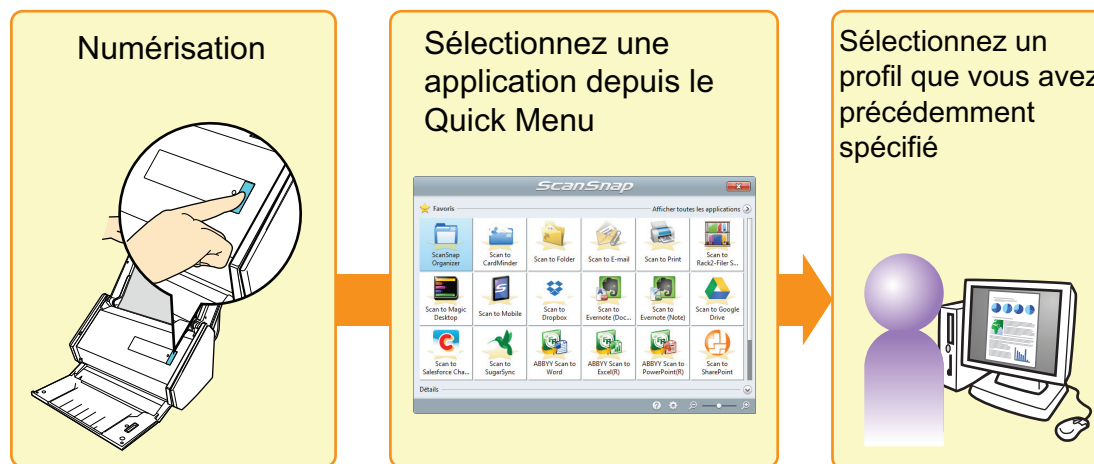 Numérisation
Sélectionnez une
application depuis le
Quick Menu
ScanSnap
Favoris
Afficher toutes les applications
ScanSnap
Organizer
Scan to
CardMinder
Scan to Folder
Scan to E-mail
Scan to Print
Scan to
Rack2-Filer S...
Scan to Magic
Desktop
Scan to Mobile
Scan to
Dropbox
Scan to
Evernote (Doc...
Scan to
Evernote (Note)
Scan to Google
Drive
Scan to
Salesforce Cha...
Scan to
SugarSync
ABBYY Scan to
Word
ABBYY Scan to
Excel(R)
ABBYY Scan to
PowerPoint(R)
Scan to
SharePoint
Détails
Sélectionnez un
profil que vous avez
précédemment
spécifié